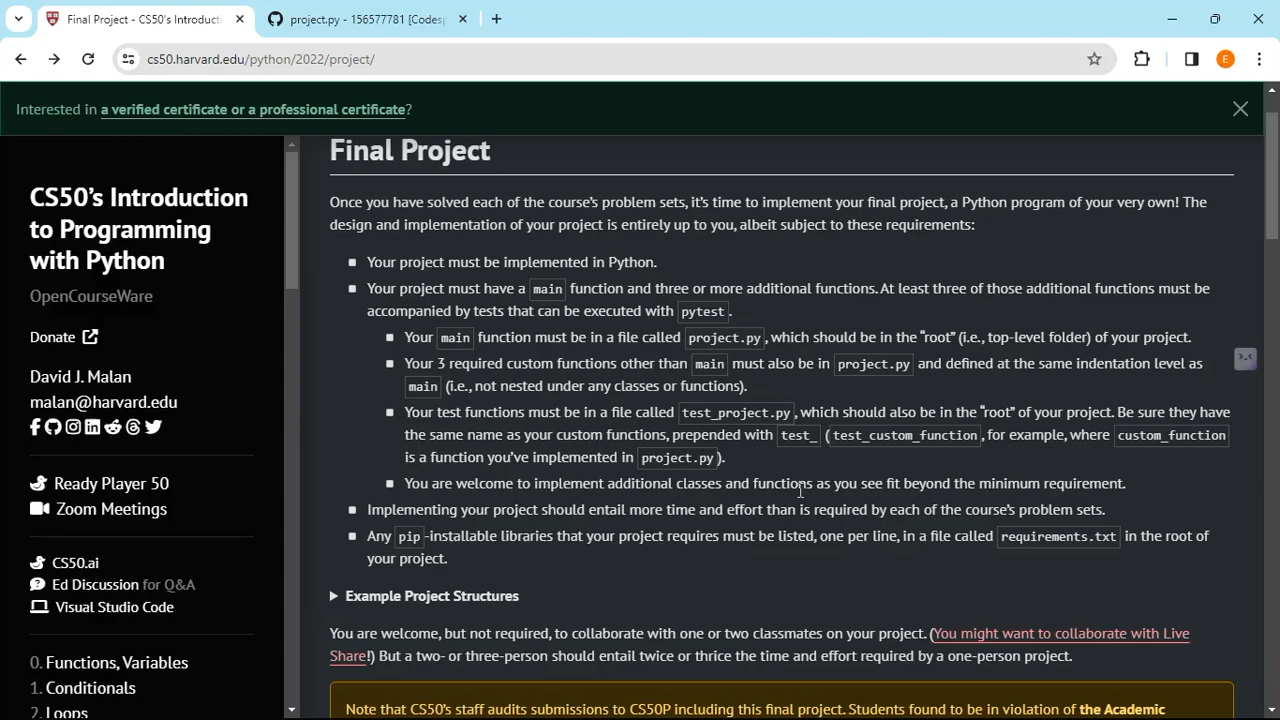 Final Project - CS50's Introducti
project.py - 156577781 [Codesp
cs50.harvard.edu/python/2022/project/
E
Interested in a verified certificate or a professional certificate?
CS50's Introduction
to Programming
with Python
OpenCourseWare
Donate
David J. Malan
malan@harvard.edu
Ready Player 50
Zoom Meetings
CS50.ai
Ed Discussion for Q&A
Visual Studio Code
0. Functions, Variables
1. Conditionals
2. Loops
Final Project
Once you have solved each of the course's problem sets, it's time to implement your final project, a Python program of your very own! The
design and implementation of your project is entirely up to you, albeit subject to these requirements:
Your project must be implemented in Python.
Your project must have a main function and three or more additional functions. At least three of those additional functions must be
accompanied by tests that can be executed with pytest.
Your main function must be in a file called project.py, which should be in the “root” (i.e., top-level folder) of your project.
Your 3 required custom functions other than main must also be in project.py and defined at the same indentation level as
main (i.e., not nested under any classes or functions).
Your test functions must be in a file called test_project.py, which should also be in the “root” of your project. Be sure they have
the same name as your custom functions, prepended with test_ (test_custom_function, for example, where custom_function
is a function you've implemented in project.py).
You are welcome to implement additional classes and functions as you see fit beyond the minimum requirement.
Implementing your project should entail more time and effort than is required by each of the course's problem sets.
Any pip-installable libraries that your project requires must be listed, one per line, in a file called requirements.txt in the root of
your project.
Example Project Structures
You are welcome, but not required, to collaborate with one or two classmates on your project. (You might want to collaborate with Live
Share!) But a two- or three-person should entail twice or thrice the time and effort required by a one-person project.
Note that CS50's staff audits submissions to CS50P including this final project. Students found to be in violation of the Academic